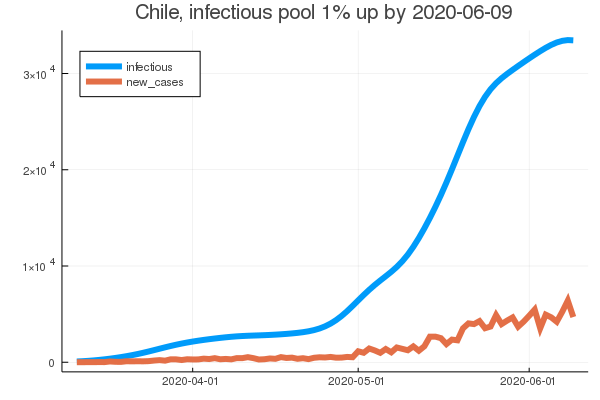 Chile, infectious pool 1% up by 2020-06-09
infectious
new_cases
3×10⁴
2×10⁴
1×10⁴
0
2020-04-01 2020-05-01 2020-06-01